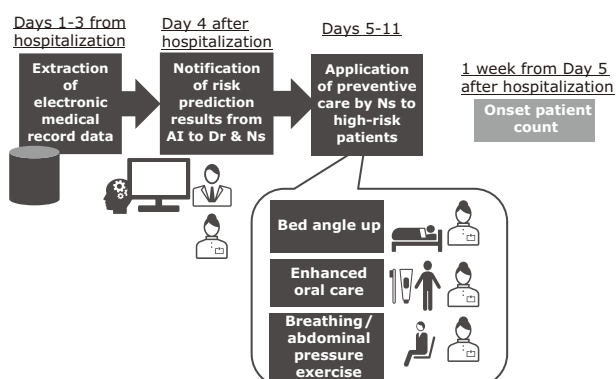 Days 1-3 from
hospitalization
Extraction
of
electronic
medical
record data
Day 4 after
hospitalization
Notification
of risk
prediction
results from
AI to Dr & Ns
Days 5-11
Application
of preventive
care by Ns to
high-risk
patients
1 week from Day 5
after hospitalization
Onset patient
count
Bed angle up
Enhanced
oral care
Breathing/
abdominal
pressure
exercise